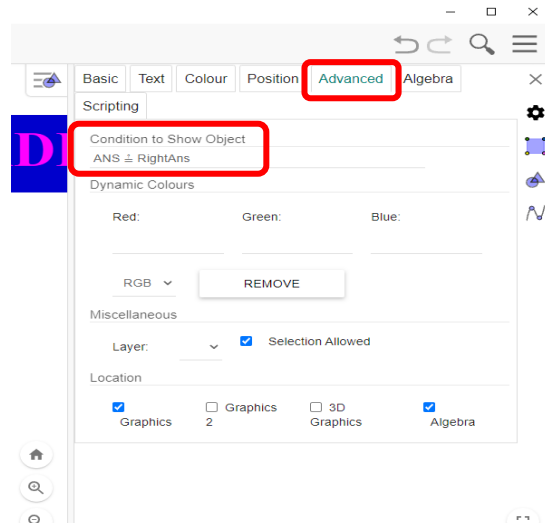 Basic Text Colour Position Advanced Algebra
Scripting
DI
Condition to Show Object
ANS ≟ RightAns
Dynamic Colours
Red: Green: Blue:
RGB REMOVE
Miscellaneous
Layer: Selection Allowed
Location
Graphics Graphics 2 3D Graphics Algebra